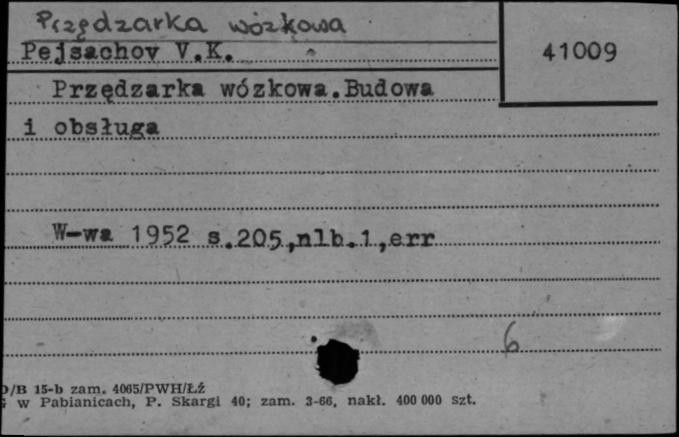 Przędzarka wózkowa
Pejsachov V.K.
41009
Przędzarka wózkowa.Budowa
i obsługa
W-wa 1952 s.205,nlb.1,err
6
/B 15-b zam. 4065/PWH/Łź
w Pabianicach, P. Skargi 40; zam. 3-66, nakł. 400 000 szt.